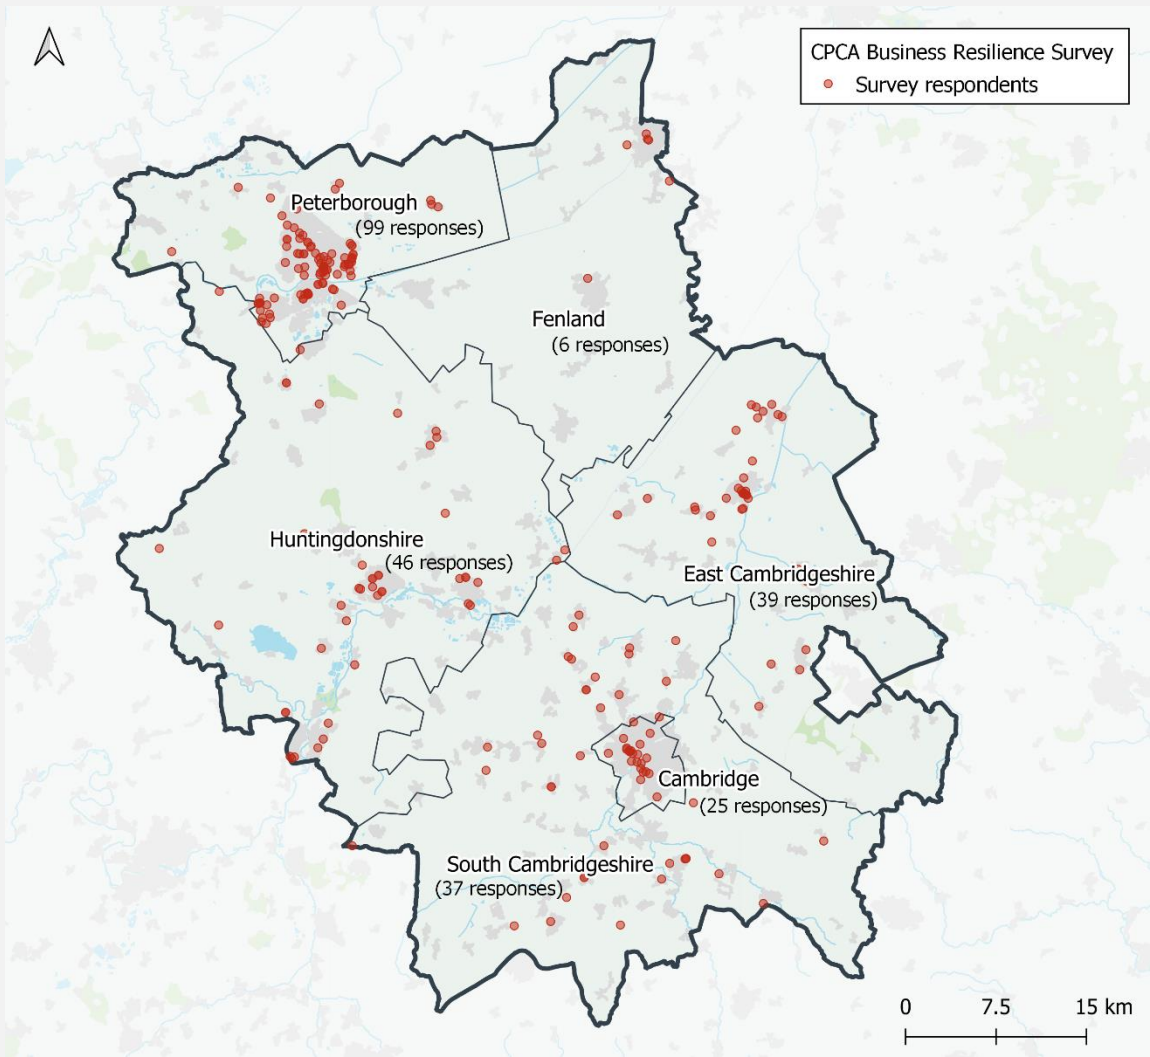 CPCA Business Resilience Survey
Survey respondents
Peterborough
(99 responses)
Fenland
(6 responses)
Huntingdonshire
(46 responses)
East Cambridgeshire
(39 responses)
Cambridge
(25 responses)
South Cambridgeshire
(37 responses)
0 7.5 15 km